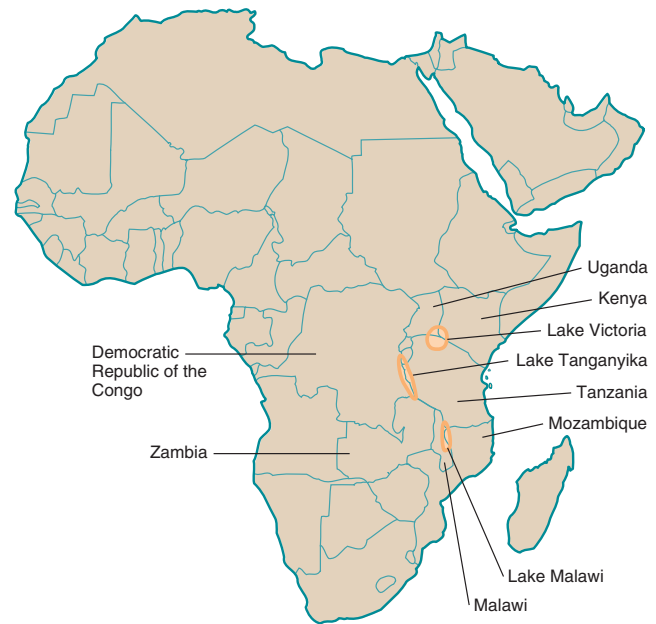 Uganda
Kenya
Lake Victoria
Lake Tanganyika
Tanzania
Mozambique
Democratic
Republic of the
Congo
Zambia
Lake Malawi
Malawi